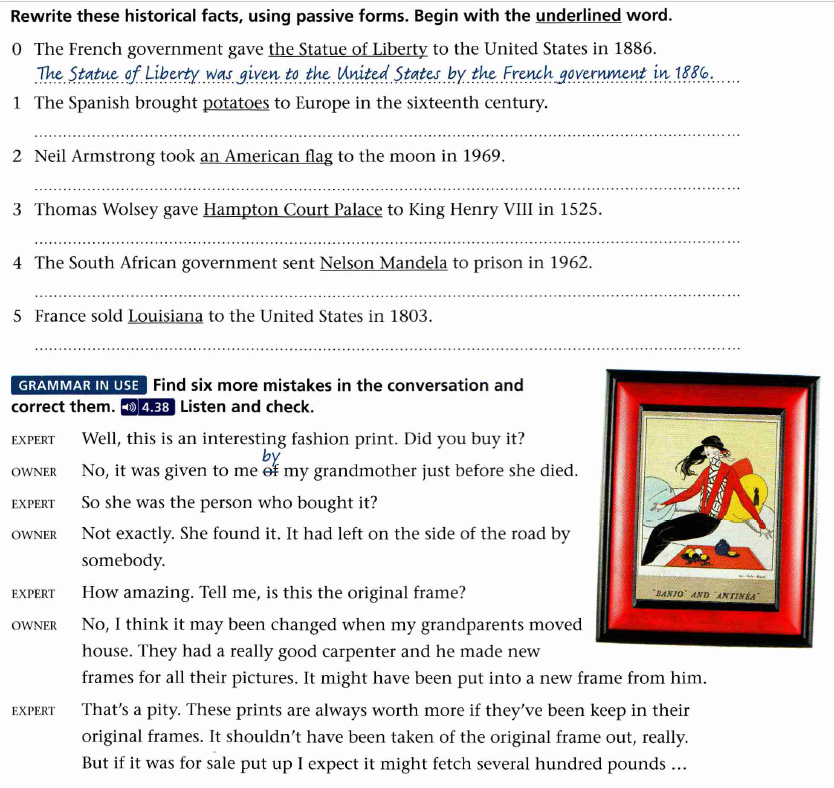 Rewrite these historical facts, using passive forms. Begin with the underlined word.
0 The French government gave the Statue of Liberty to the United States in 1886.
The Statue of Liberty was given to the United States by the French government in 1886.
1 The Spanish brought potatoes to Europe in the sixteenth century.
2 Neil Armstrong took an American flag to the moon in 1969.
3 Thomas Wolsey gave Hampton Court Palace to King Henry VIII in 1525.
4 The South African government sent Nelson Mandela to prison in 1962.
5 France sold Louisiana to the United States in 1803.
GRAMMAR IN USE Find six more mistakes in the conversation and
correct them. 4.38 Listen and check.
EXPERT Well, this is an interesting fashion print. Did you buy it?
by
OWNER No, it was given to me of my grandmother just before she died.
EXPERT So she was the person who bought it?
OWNER Not exactly. She found it. It had left on the side of the road by
somebody.
EXPERT How amazing. Tell me, is this the original frame?
OWNER No, I think it may been changed when my grandparents moved
house. They had a really good carpenter and he made new
frames for all their pictures. It might have been put into a new frame from him.
EXPERT That's a pity. These prints are always worth more if they've been keep in their
original frames. It shouldn't have been taken of the original frame out, really.
But if it was for sale put up I expect it might fetch several hundred pounds ...
"BANJO" AND "ANTINÉA"